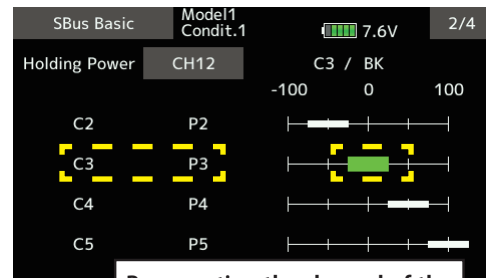 SBus Basic Model1 Condit.1 7.6V 2/4
Holding Power CH12 C3 / BK
-100 0 100
C2 P2
C3 P3
C4 P4
C5 P5